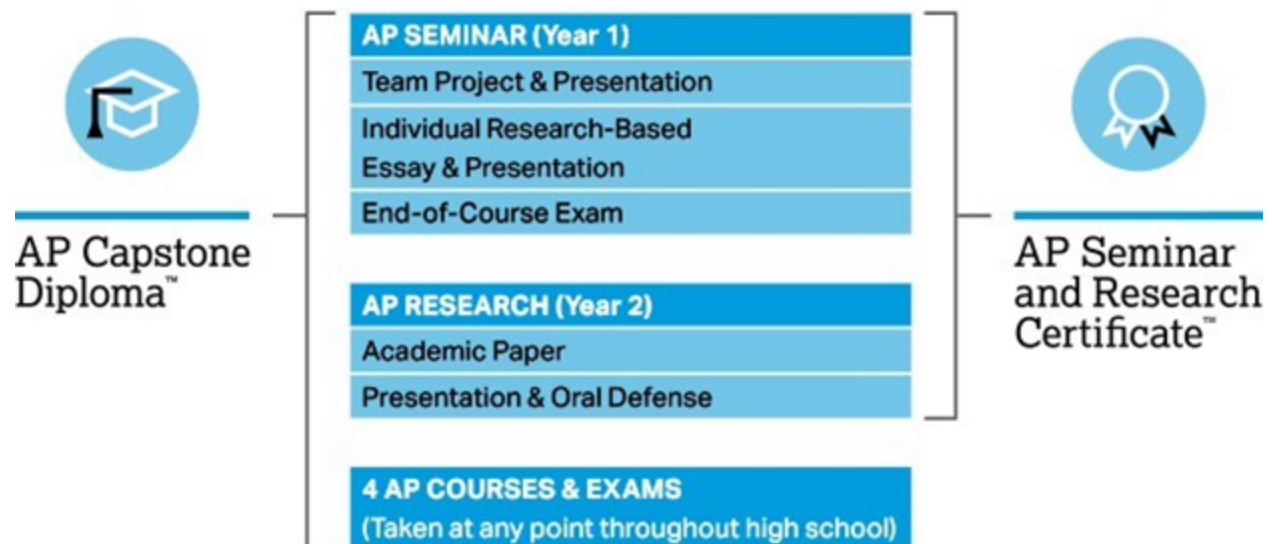 AP Capstone
Diploma™
AP SEMINAR (Year 1)
Team Project & Presentation
Individual Research-Based
Essay & Presentation
End-of-Course Exam
AP RESEARCH (Year 2)
Academic Paper
Presentation & Oral Defense
4 AP COURSES & EXAMS
(Taken at any point throughout high school)
AP Seminar
and Research
Certificate™